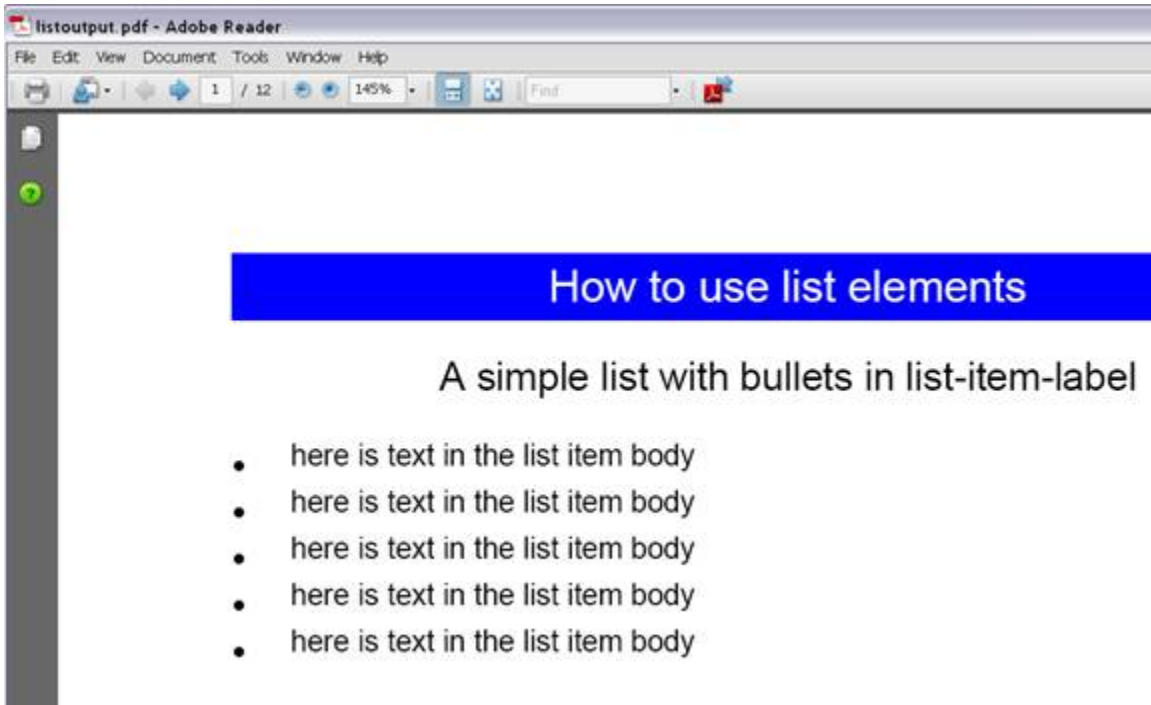 listoutput.pdf - Adobe Reader
File Edit View Document Tools Window Help
1 / 12 145% Find
How to use list elements
A simple list with bullets in list-item-label
• here is text in the list item body
• here is text in the list item body
• here is text in the list item body
• here is text in the list item body
• here is text in the list item body